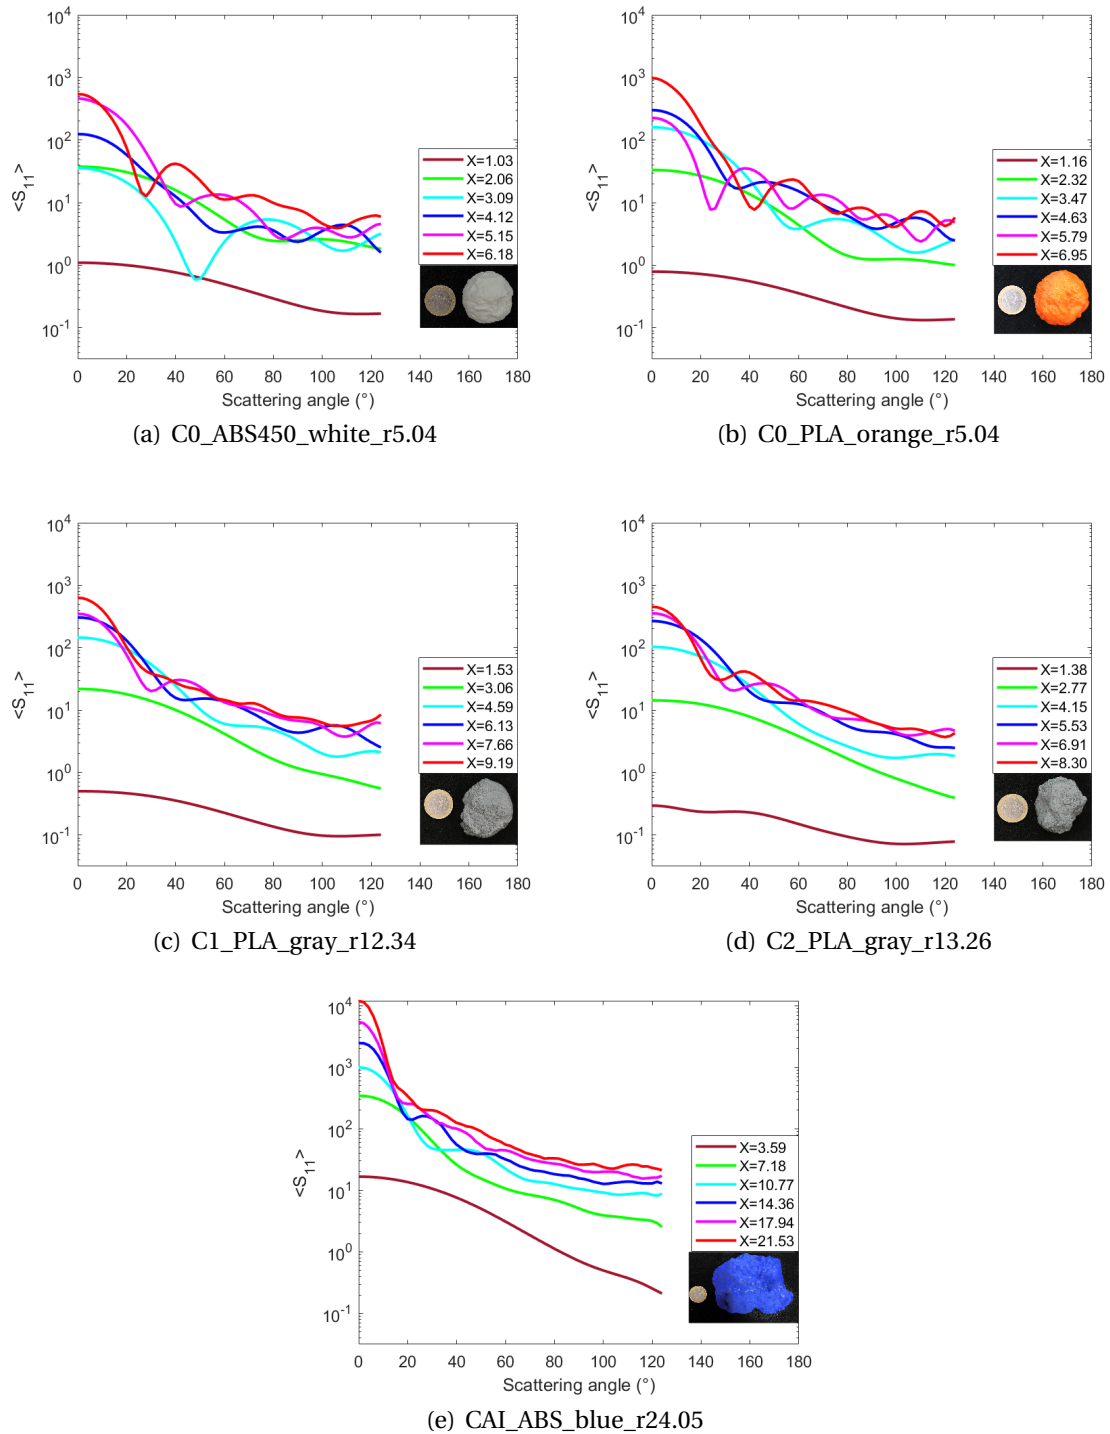 10^4
10^3
10^2
10^1
10^0
10^-1
<S_11>
0 20 40 60 80 100 120 140 160 180
Scattering angle (°)
X=1.03
X=2.06
X=3.09
X=4.12
X=5.15
X=6.18
(a) C0_ABS450_white_r5.04
10^4
10^3
10^2
10^1
10^0
10^-1
<S_11>
0 20 40 60 80 100 120 140 160 180
Scattering angle (°)
X=1.16
X=2.32
X=3.47
X=4.63
X=5.79
X=6.95
(b) C0_PLA_orange_r5.04
10^4
10^3
10^2
10^1
10^0
10^-1
<S_11>
0 20 40 60 80 100 120 140 160 180
Scattering angle (°)
X=1.53
X=3.06
X=4.59
X=6.13
X=7.66
X=9.19
(c) C1_PLA_gray_r12.34
10^4
10^3
10^2
10^1
10^0
10^-1
<S_11>
0 20 40 60 80 100 120 140 160 180
Scattering angle (°)
X=1.38
X=2.77
X=4.15
X=5.53
X=6.91
X=8.30
(d) C2_PLA_gray_r13.26
10^4
10^3
10^2
10^1
10^0
10^-1
<S_11>
0 20 40 60 80 100 120 140 160 180
Scattering angle (°)
X=3.59
X=7.18
X=10.77
X=14.36
X=17.94
X=21.53
(e) CAI_ABS_blue_r24.05